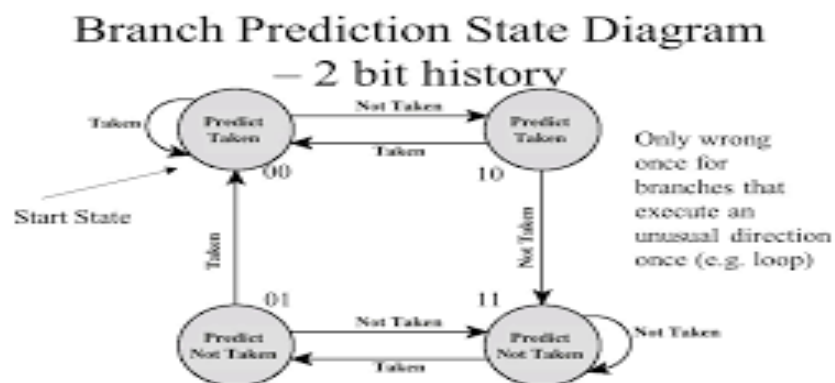 Branch Prediction State Diagram
– 2 bit history
Taken
Predict
Taken
Not Taken
Taken
Predict
Taken
00
10
Start State
Only wrong
once for
branches that
execute an
unusual direction
once (e.g. loop)
Taken
Not Taken
01
11
Predict
Not Taken
Not Taken
Taken
Predict
Not Taken
Not Taken